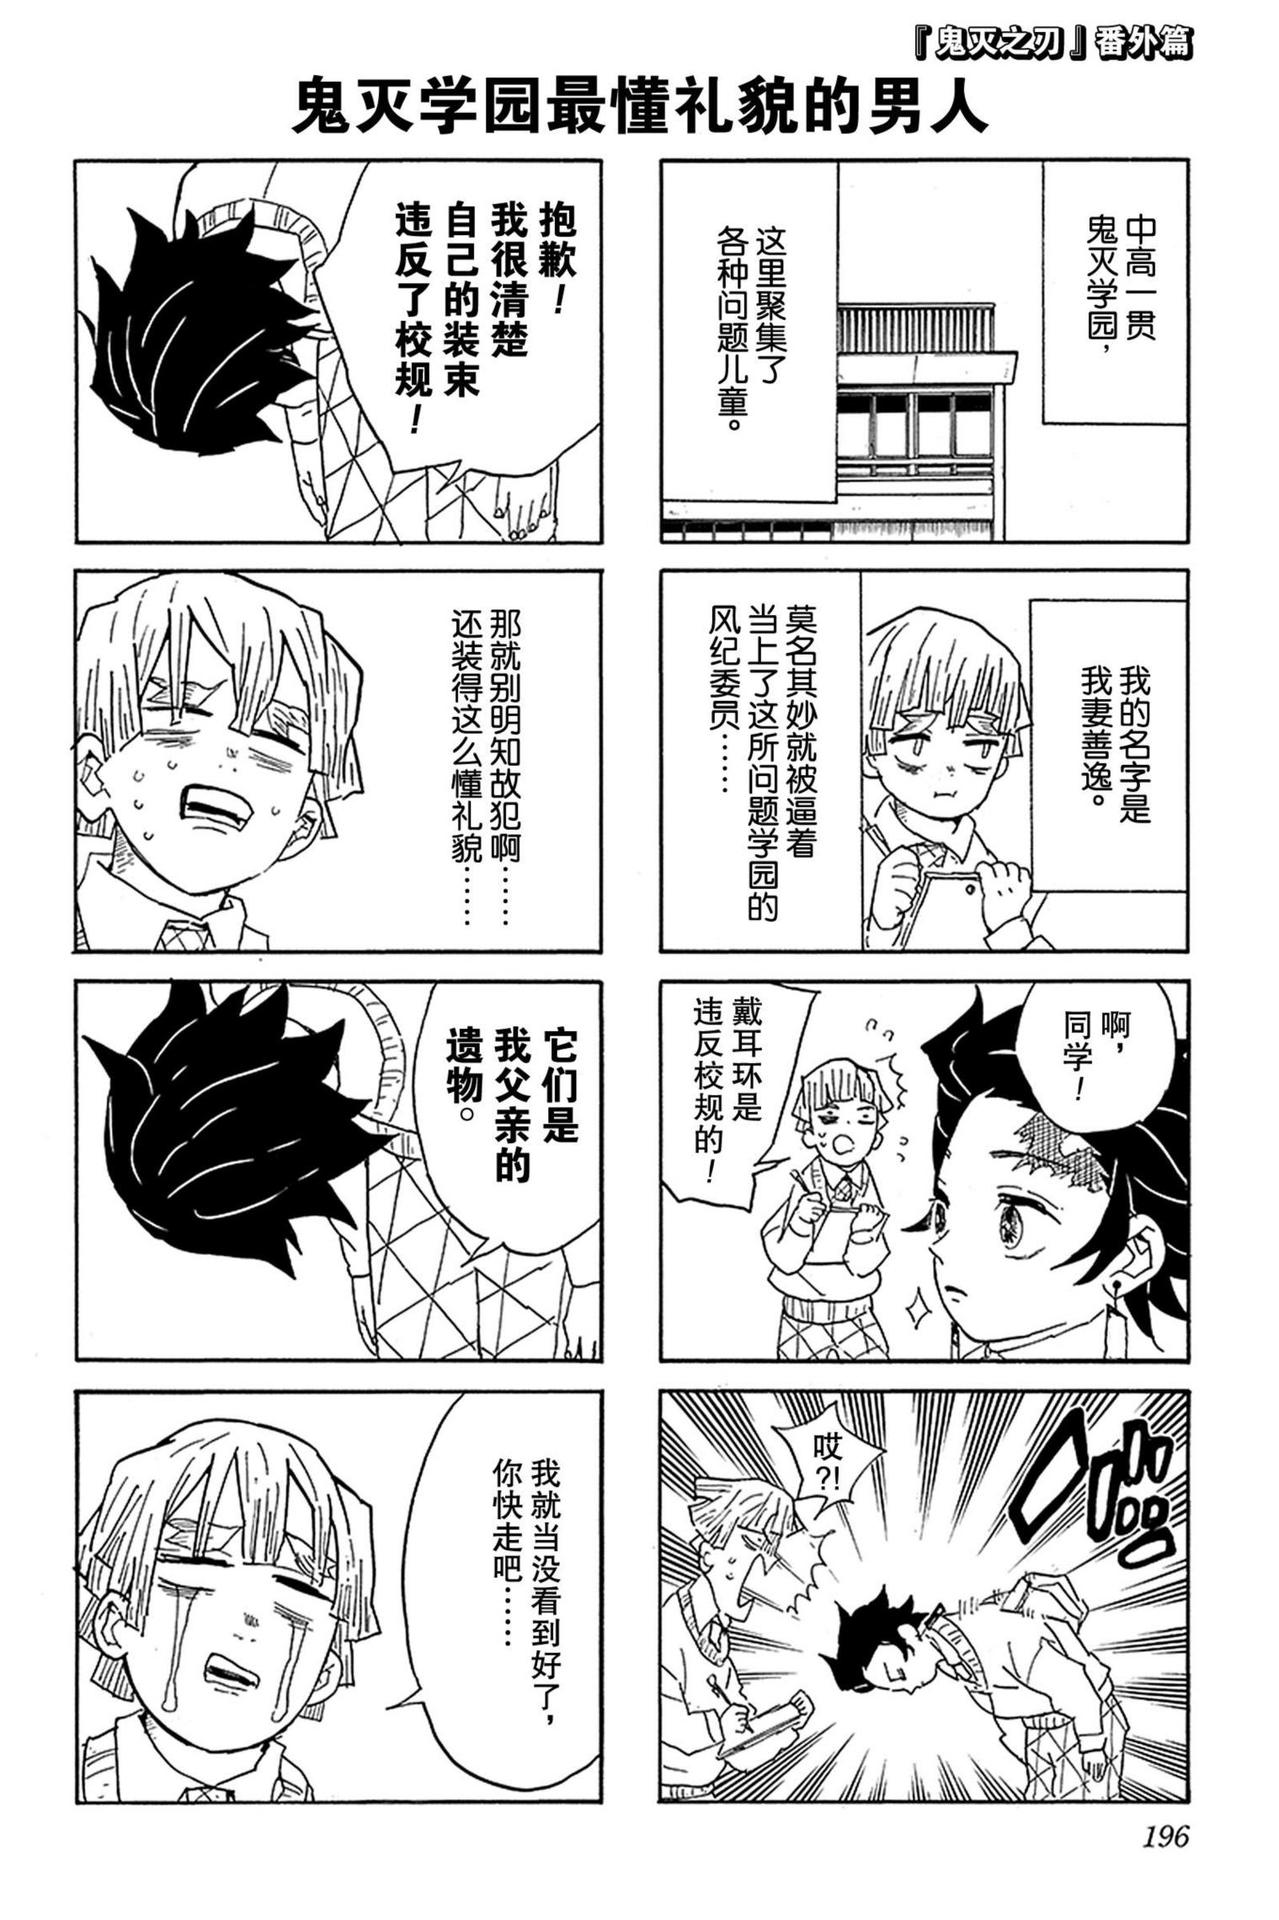 『鬼灭之刃』番外篇
鬼灭学园最懂礼貌的男人
中高一贯
鬼灭学园，
这里聚集了
各种问题儿童。
我的名字是
我妻善逸。
莫名其妙就被逼着
当上了这所问题学园的
风纪委员……
啊，
同学！
戴耳环是
违反校规的！
哎?!
抱歉！
我很清楚
自己的装束
违反了校规！
那就别明知故犯啊……
还装得这么懂礼貌……
它们是
我父亲的
遗物。
我就当没看到好了，
你快走吧……
196